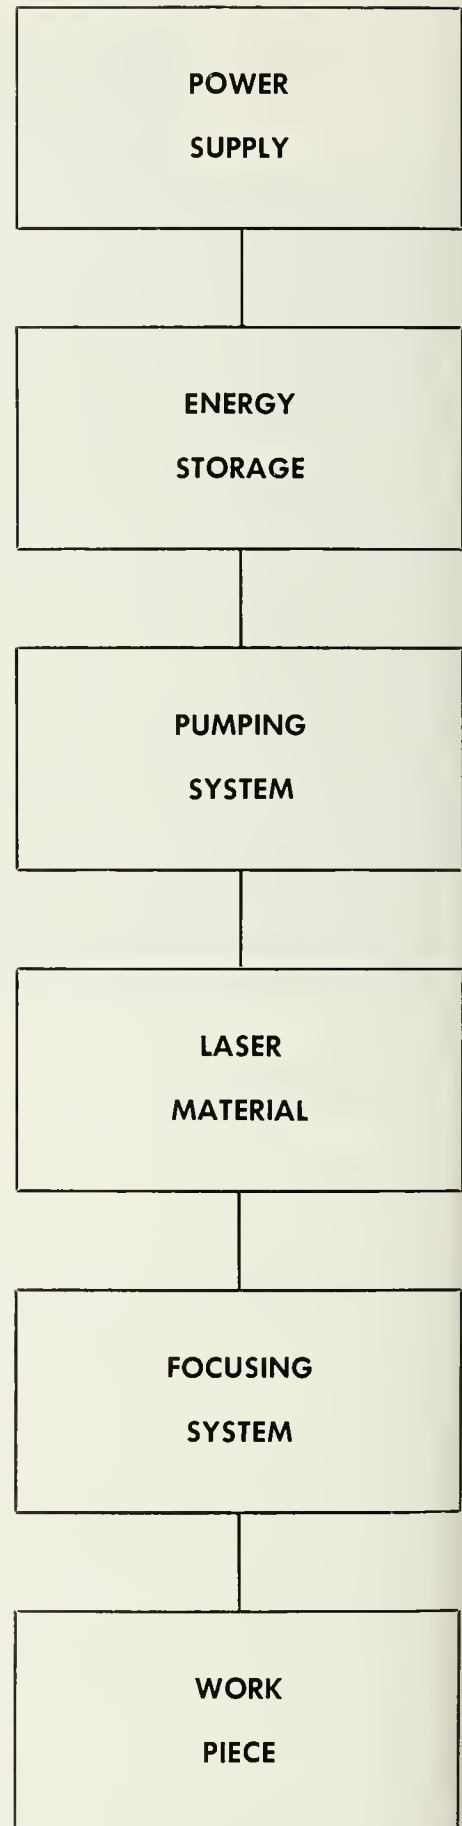 POWER
SUPPLY
ENERGY
STORAGE
PUMPING
SYSTEM
LASER
MATERIAL
FOCUSING
SYSTEM
WORK
PIECE